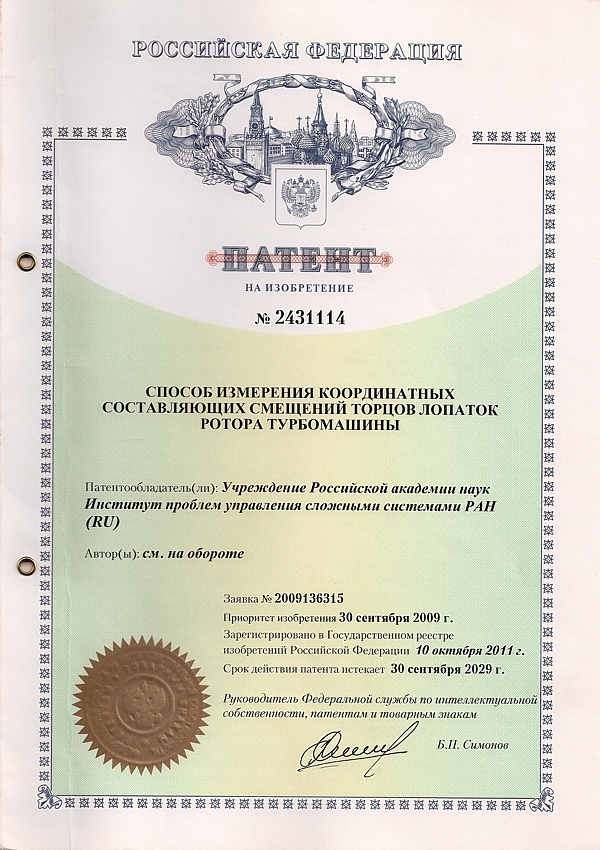 РОССИЙСКАЯ ФЕДЕРАЦИЯ
ПАТЕНТ
НА ИЗОБРЕТЕНИЕ
№ 2431114
СПОСОБ ИЗМЕРЕНИЯ КООРДИНАТНЫХ
СОСТАВЛЯЮЩИХ СМЕЩЕНИЙ ТОРЦОВ ЛОПАТОК
РОТОРА ТУРБОМАШИНЫ
Патентообладатель(ли): Учреждение Российской академии наук
Институт проблем управления сложными системами РАН
(RU)
Автор(ы): см. на обороте
Заявка № 2009136315
Приоритет изобретения 30 сентября 2009 г.
Зарегистрировано в Государственном реестре
изобретений Российской Федерации 10 октября 2011 г.
Срок действия патента истекает 30 сентября 2029 г.
Руководитель Федеральной службы по интеллектуальной
собственности, патентам и товарным знакам
Б.П. Симонов